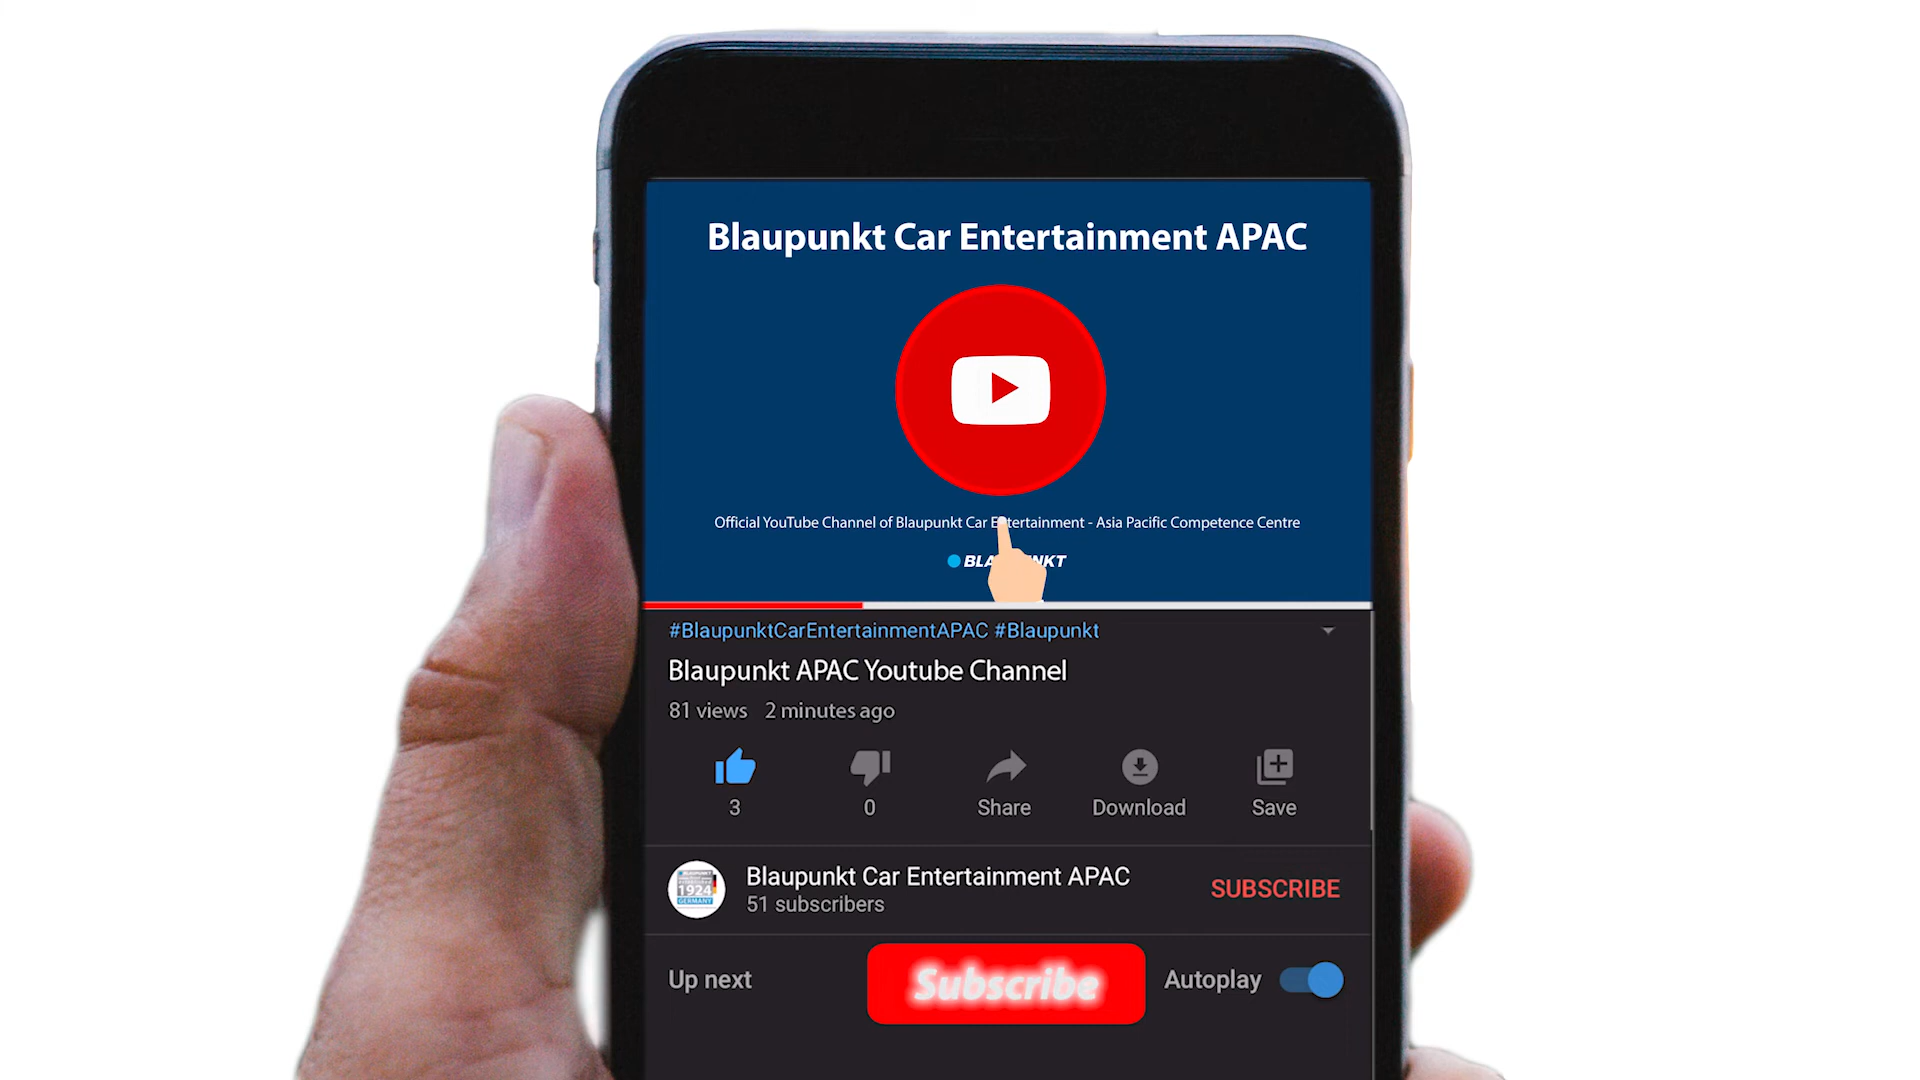 Blaupunkt Car Entertainment APAC
Official YouTube Channel of Blaupunkt Car Entertainment - Asia Pacific Competence Centre
#BlaupunktCarEntertainmentAPAC #Blaupunkt
Blaupunkt APAC Youtube Channel
81 views 2 minutes ago
3 0 Share Download Save
1924
GERMANY
Blaupunkt Car Entertainment APAC
51 subscribers
SUBSCRIBE
Up next
Subscribe
Autoplay